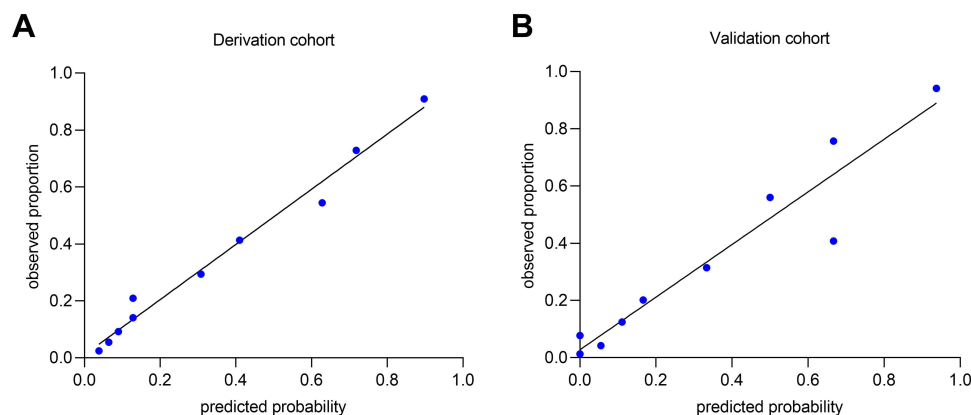 A
Derivation cohort
1.0
0.8
0.6
0.4
0.2
0.0
observed proportion
0.0 0.2 0.4 0.6 0.8 1.0
predicted probability
B
Validation cohort
1.0
0.8
0.6
0.4
0.2
0.0
observed proportion
0.0 0.2 0.4 0.6 0.8 1.0
predicted probability